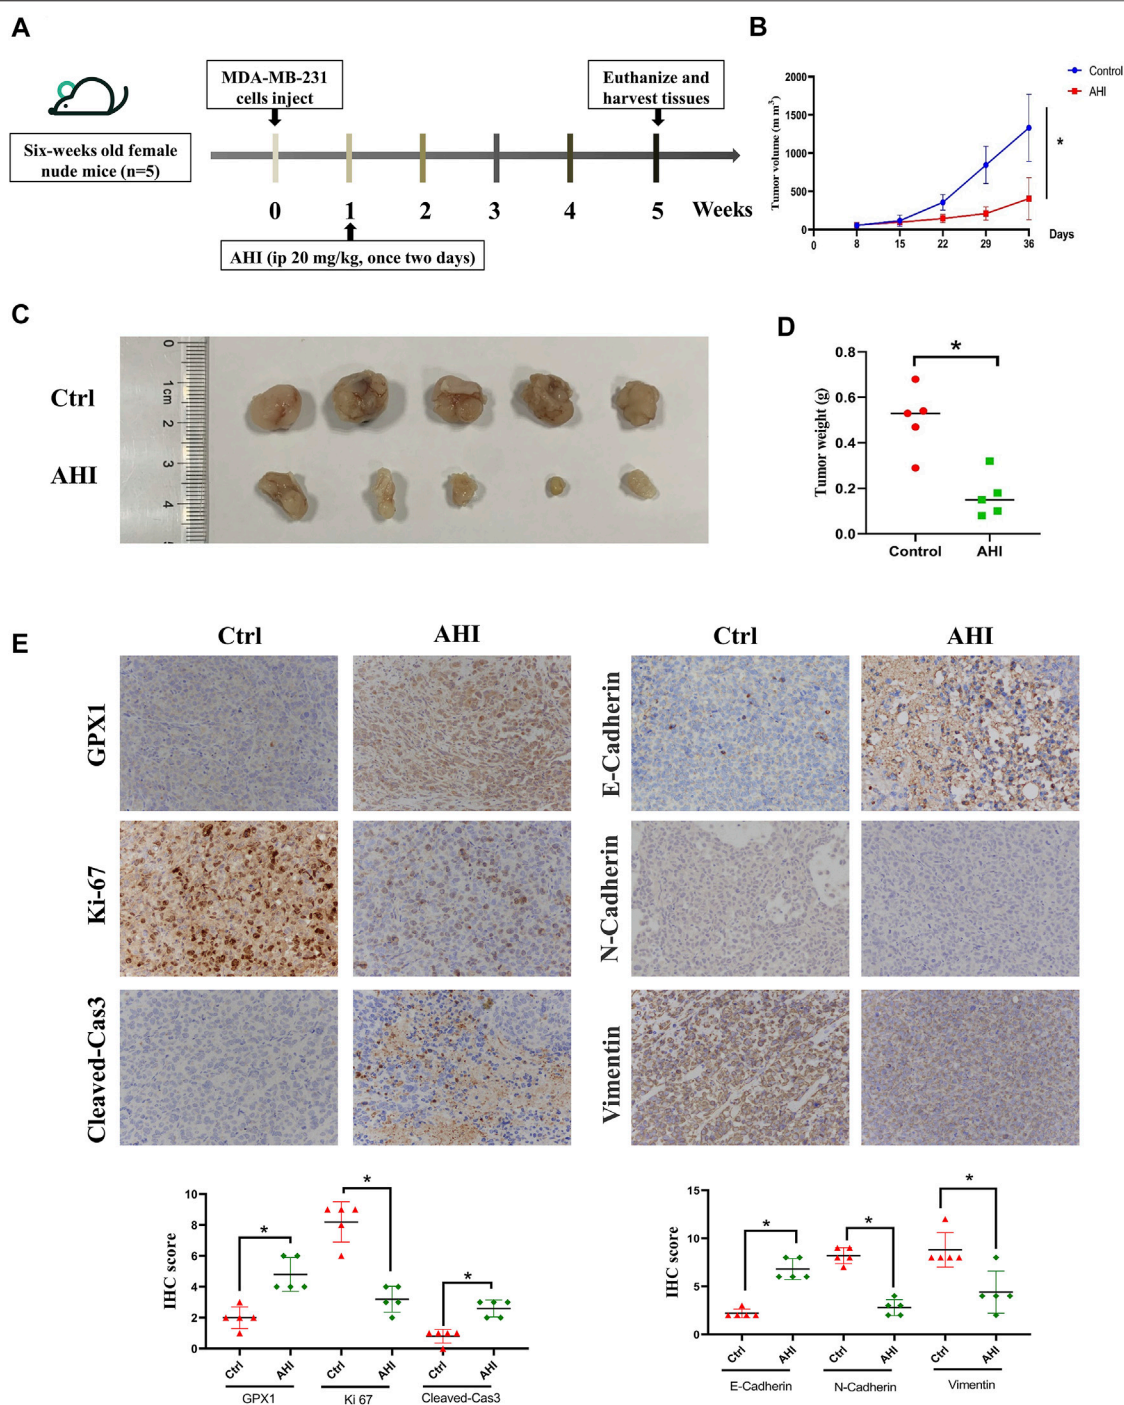 A
MDA-MB-231
cells inject
Euthanize and
harvest tissues
Six-weeks old female
nude mice (n=5)
0
1
2
3
4
5
Weeks
AHI (ip 20 mg/kg, once two days)
B
Tumor volume (m m³)
2000
1500
1000
500
0
0
8
15
22
29
36
Days
Control
AHI
*
C
Ctrl
AHI
0
1cm
2
3
4
D
Tumor weight (g)
0.8
0.6
0.4
0.2
0.0
*
Control
AHI
E
Ctrl
AHI
Ctrl
AHI
GPX1
E-Cadherin
Ki-67
N-Cadherin
Cleaved-Cas3
Vimentin
IHC score
10
8
6
4
2
0
*
*
*
Ctrl
AHI
Ctrl
AHI
Ctrl
AHI
GPX1
Ki 67
Cleaved-Cas3
IHC score
15
10
5
0
*
*
*
Ctrl
AHI
Ctrl
AHI
Ctrl
AHI
E-Cadherin
N-Cadherin
Vimentin